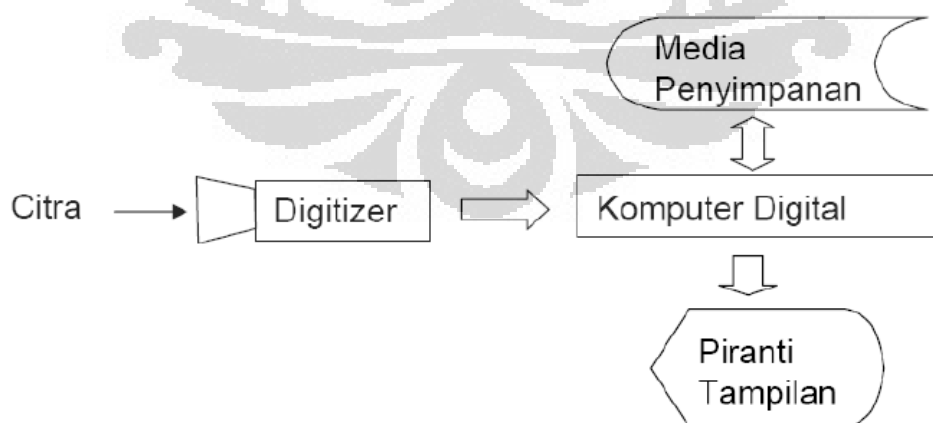 Media
Penyimpanan
Citra
Digitizer
Komputer Digital
Piranti
Tampilan